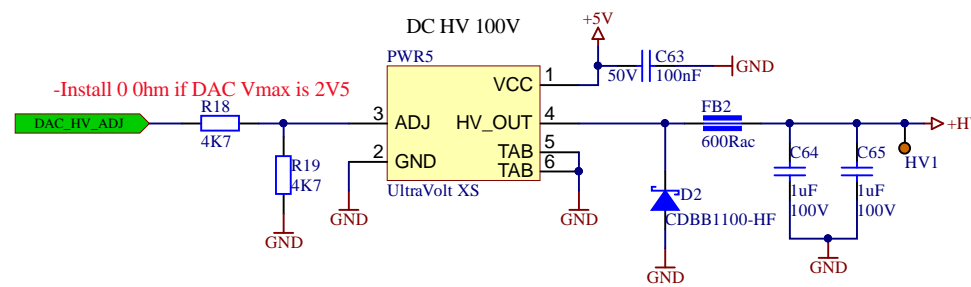 DC HV 100V
+5V
PWR5
C63
50V
100nF
GND
-Install 0 0hm if DAC Vmax is 2V5
VCC
1
DAC_HV_ADJ
R18
4K7
3
ADJ
HV_OUT
4
FB2
600Rac
+H
R19
4K7
2
GND
TAB
5
TAB
6
UltraVolt XS
C64
1uF
100V
C65
1uF
100V
HV1
D2
CDBB1100-HF
GND
GND
GND
GND
GND